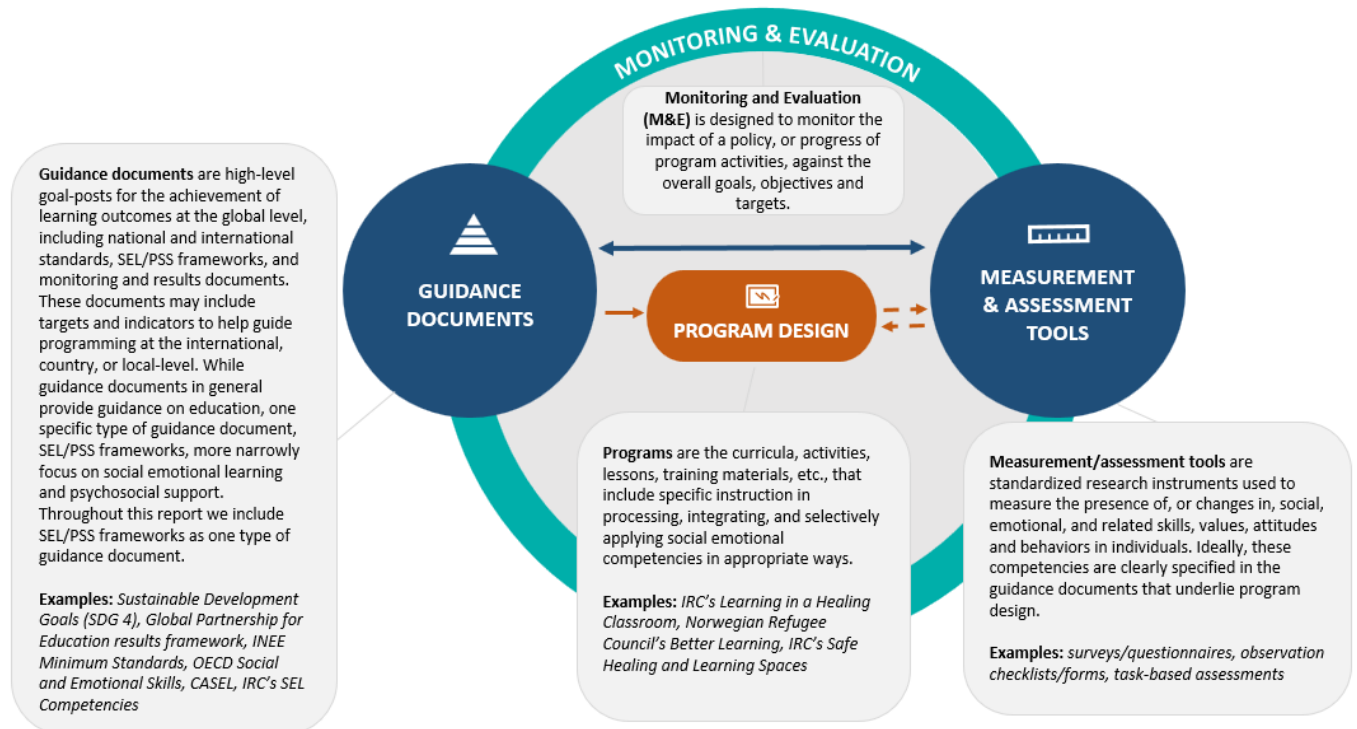 MONITORING & EVALUATION
Monitoring and Evaluation
(M&E) is designed to monitor the
impact of a policy, or progress of
program activities, against the
overall goals, objectives and
targets.
Guidance documents are high-level
goal-posts for the achievement of
learning outcomes at the global level,
including national and international
standards, SEL/PSS frameworks, and
monitoring and results documents.
These documents may include
targets and indicators to help guide
programming at the international,
country, or local-level. While
guidance documents in general
provide guidance on education, one
specific type of guidance document,
SEL/PSS frameworks, more narrowly
focus on social emotional learning
and psychosocial support.
Throughout this report we include
SEL/PSS frameworks as one type of
guidance document.
Examples: Sustainable Development
Goals (SDG 4), Global Partnership for
Education results framework, INEE
Minimum Standards, OECD Social
and Emotional Skills, CASEL, IRC's SEL
Competencies
GUIDANCE
DOCUMENTS
PROGRAM DESIGN
MEASUREMENT
& ASSESSMENT
TOOLS
Programs are the curricula, activities,
lessons, training materials, etc., that
include specific instruction in
processing, integrating, and selectively
applying social emotional
competencies in appropriate ways.
Examples: IRC's Learning in a Healing
Classroom, Norwegian Refugee
Council's Better Learning, IRC's Safe
Healing and Learning Spaces
Measurement/assessment tools are
standardized research instruments used to
measure the presence of, or changes in, social,
emotional, and related skills, values, attitudes
and behaviors in individuals. Ideally, these
competencies are clearly specified in the
guidance documents that underlie program
design.
Examples: surveys/questionnaires, observation
checklists/forms, task-based assessments